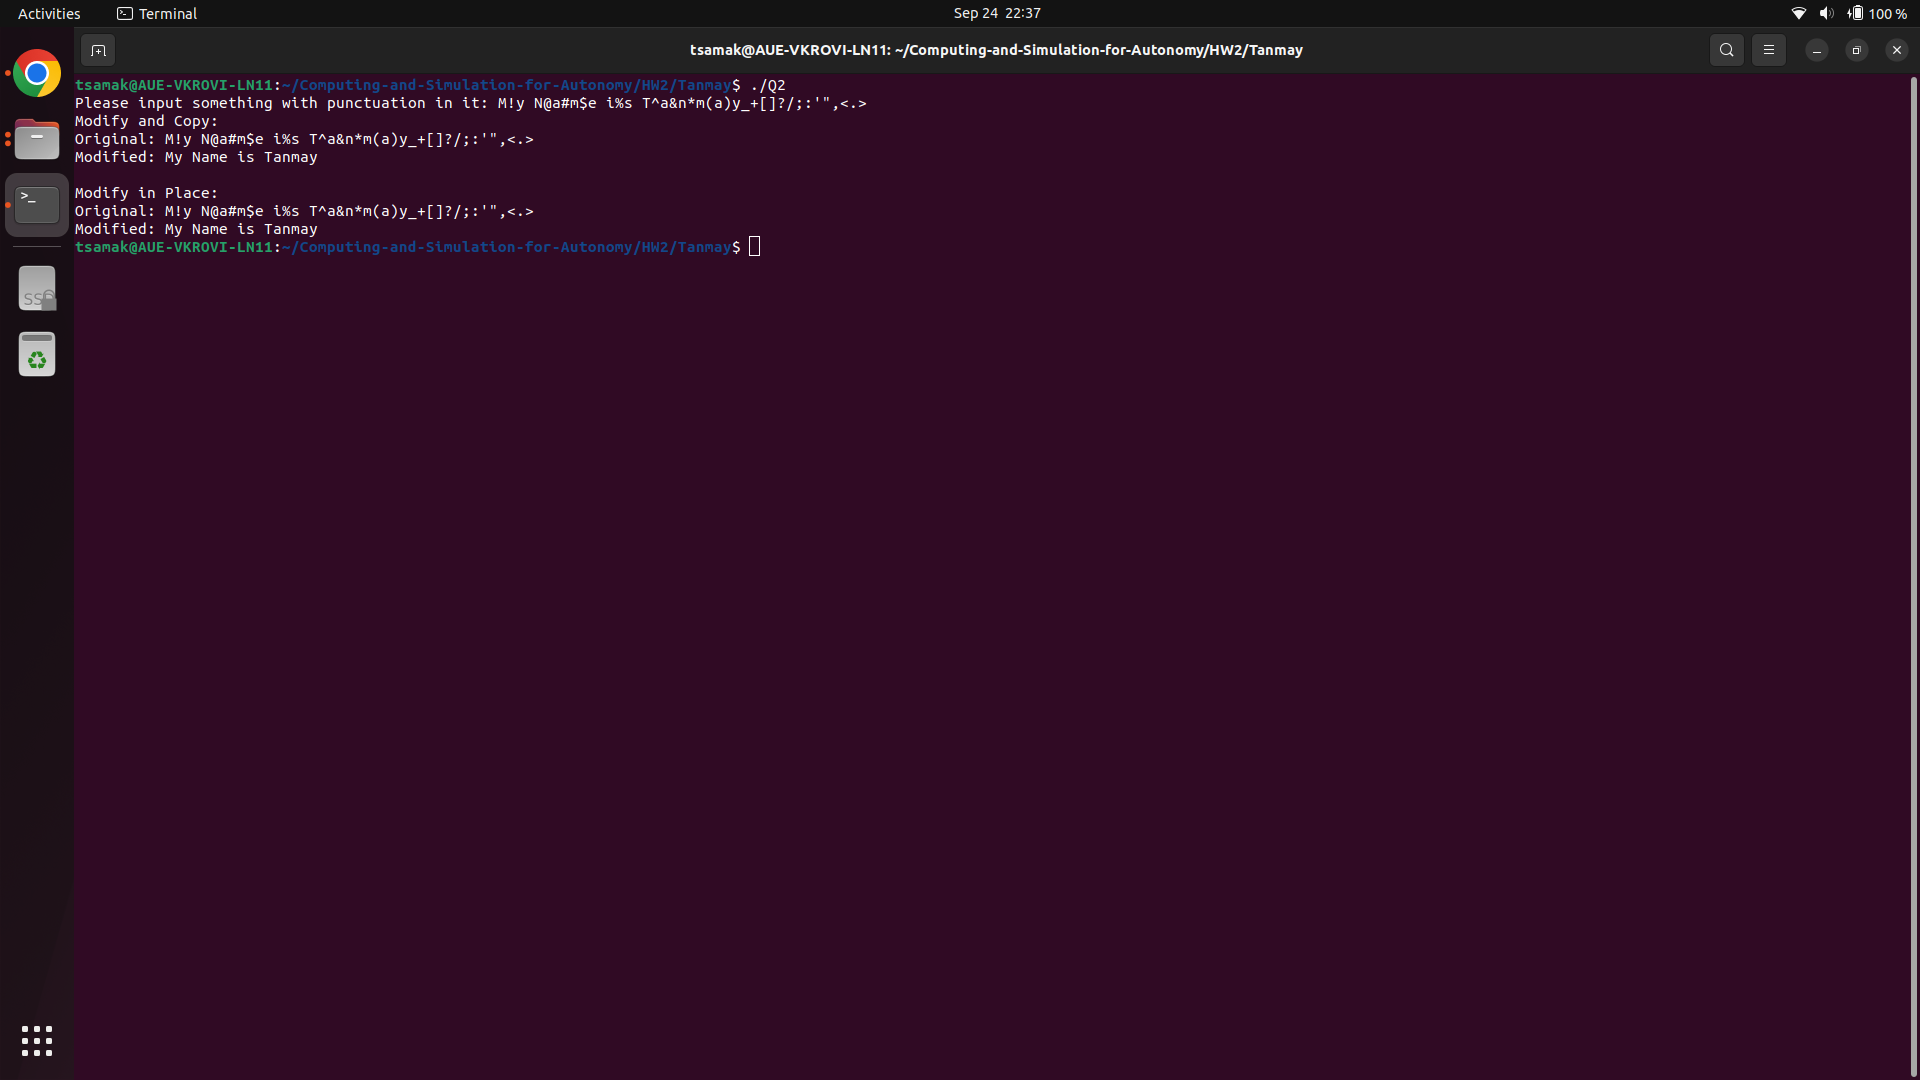 Activities Terminal Sep 24 22:37 100 %
tsamak@AUE-VKROVI-LN11: ~/Computing-and-Simulation-for-Autonomy/HW2/Tanmay
tsamak@AUE-VKROVI-LN11:~/Computing-and-Simulation-for-Autonomy/HW2/Tanmay$ ./Q2
Please input something with punctuation in it: M!y N@a#m$e i%s T^a&n*m(a)y_+[]?/;:'",<.>
Modify and Copy:
Original: M!y N@a#m$e i%s T^a&n*m(a)y_+[]?/;:'",<.>
Modified: My Name is Tanmay
Modify in Place:
Original: M!y N@a#m$e i%s T^a&n*m(a)y_+[]?/;:'",<.>
Modified: My Name is Tanmay
tsamak@AUE-VKROVI-LN11:~/Computing-and-Simulation-for-Autonomy/HW2/Tanmay$
SSD